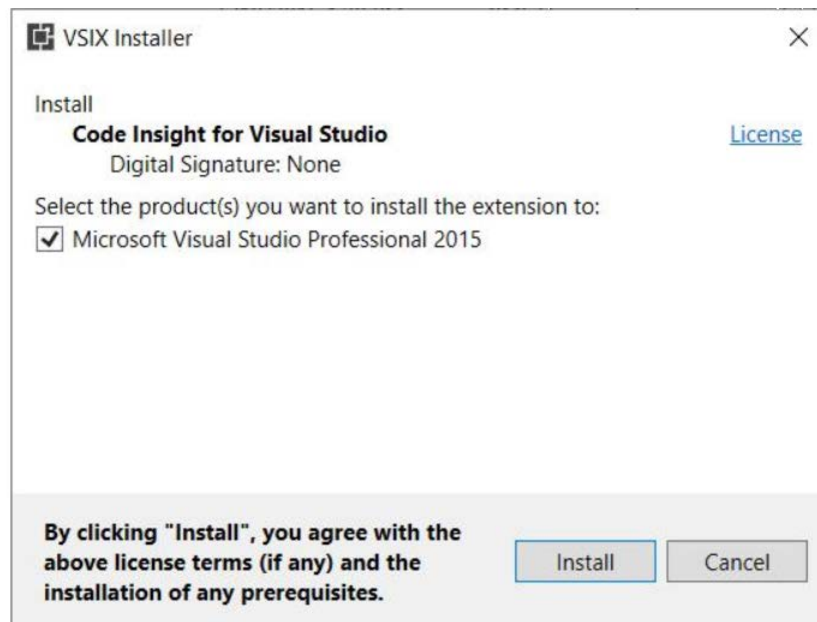 VSIX Installer
Install
Code Insight for Visual Studio
License
Digital Signature: None
Select the product(s) you want to install the extension to:
Microsoft Visual Studio Professional 2015
By clicking "Install", you agree with the
above license terms (if any) and the
installation of any prerequisites.
Install
Cancel